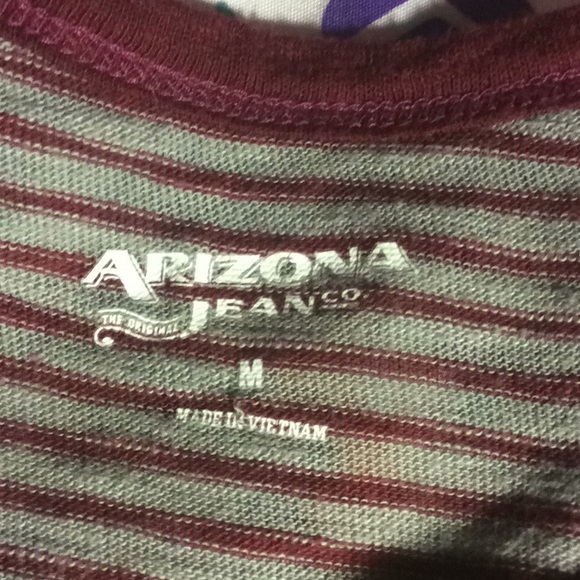 ARIZONA
JEAN CO.
THE ORIGINAL
M
MADE IN VIETNAM